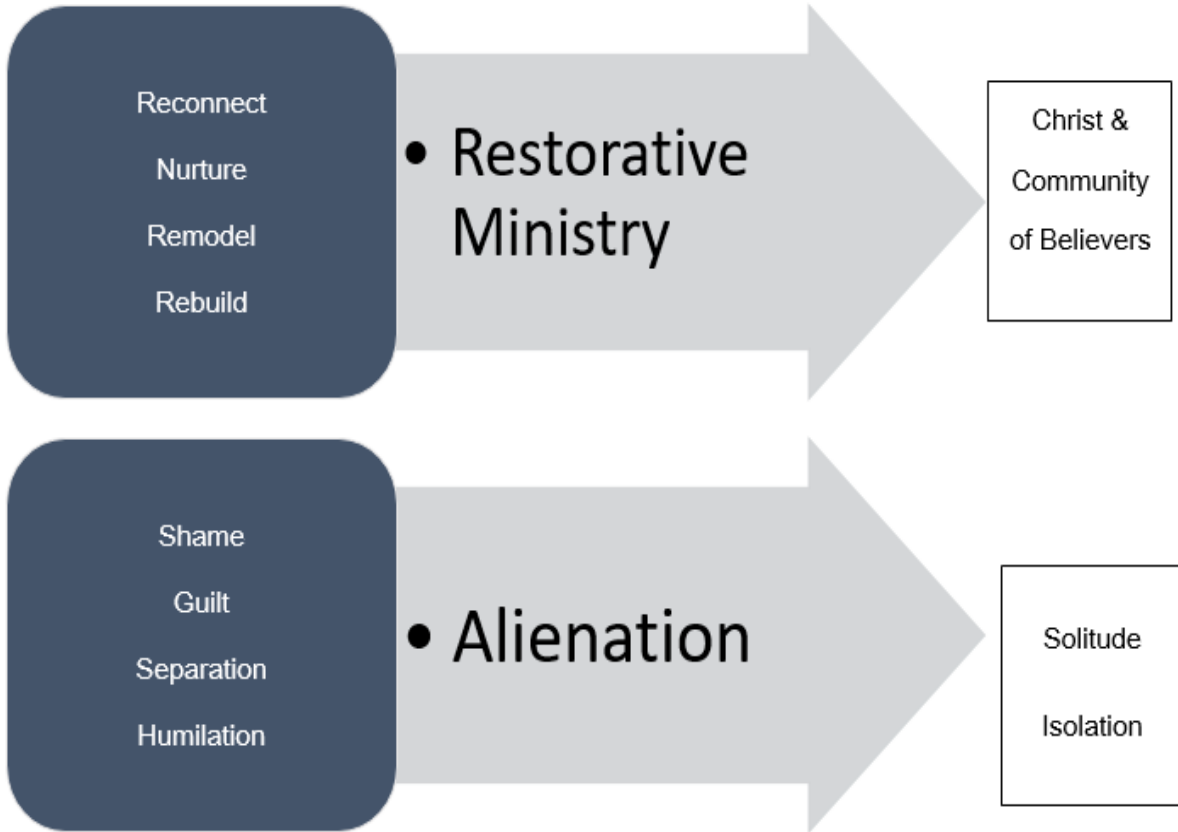 Reconnect
Nurture
Remodel
Rebuild
• Restorative
Ministry
Christ &
Community
of Believers
Shame
Guilt
Separation
Humilation
• Alienation
Solitude
Isolation